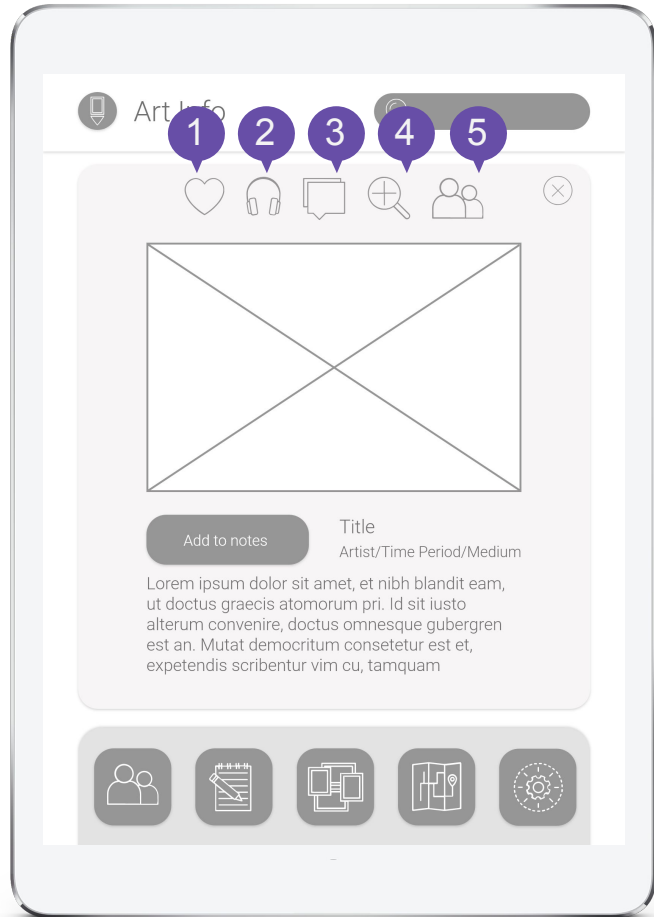 Art Info
1 2 3 4 5
Add to notes
Title
Artist/Time Period/Medium
Lorem ipsum dolor sit amet, et nibh blandit eam,
ut doctus graecis atomorum pri. Id sit iusto
alterum convenire, doctus omnesque gubergren
est an. Mutat democritum consetetur est et,
expetendis scribentur vim cu, tamquam